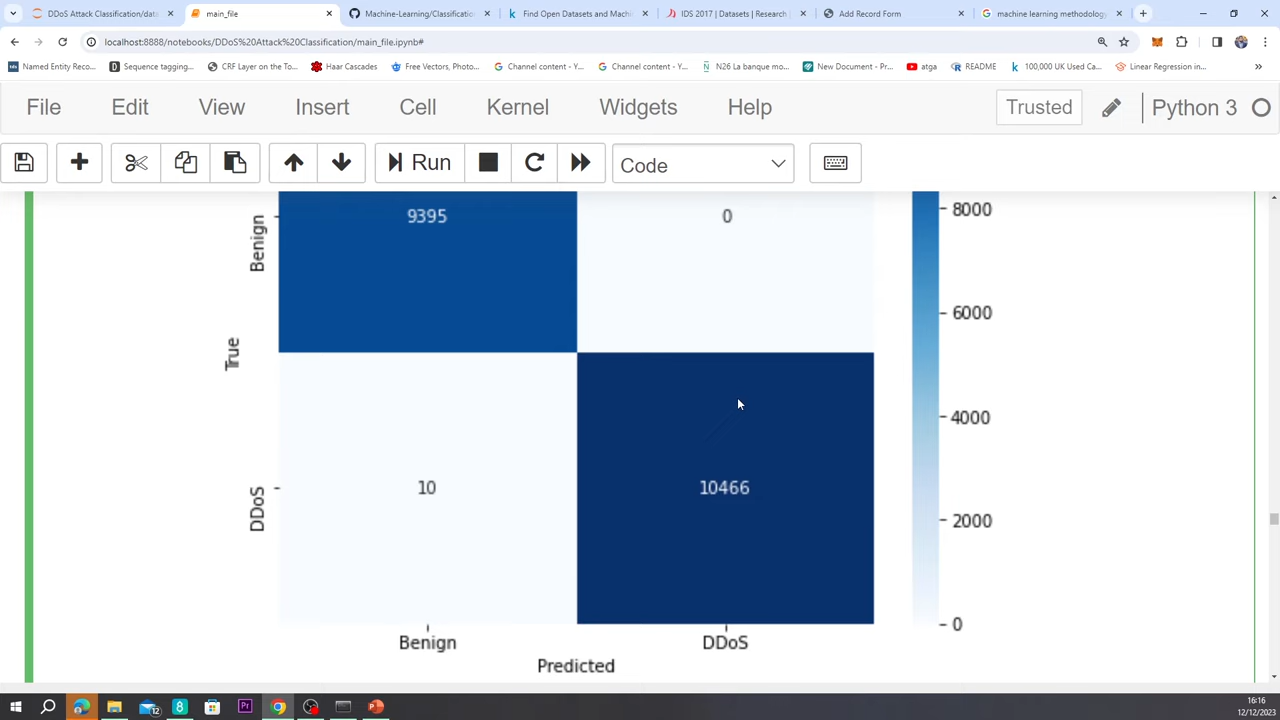 DDoS Attack Classification/data
main_file
Machine-Learning/Classification
Find Open Datasets and Machin
IDS 2017 | Datasets | Research
Add Record Form
machine learning methodology
localhost:8888/notebooks/DDoS%20Attack%20Classification/main_file.ipynb#
Named Entity Reco...
Sequence tagging...
CRF Layer on the To...
Haar Cascades
Free Vectors, Photo...
Channel content - Y...
Channel content - Y...
N26 La banque mo...
New Document - Pr...
atga
README
100,000 UK Used Ca...
Linear Regression in...
»
File Edit View Insert Cell Kernel Widgets Help Trusted Python 3
Run Code
Benign 9395 0 8000
6000
True
4000
DDoS 10 10466
2000
0
Benign DDoS
Predicted
16:16
12/12/2023